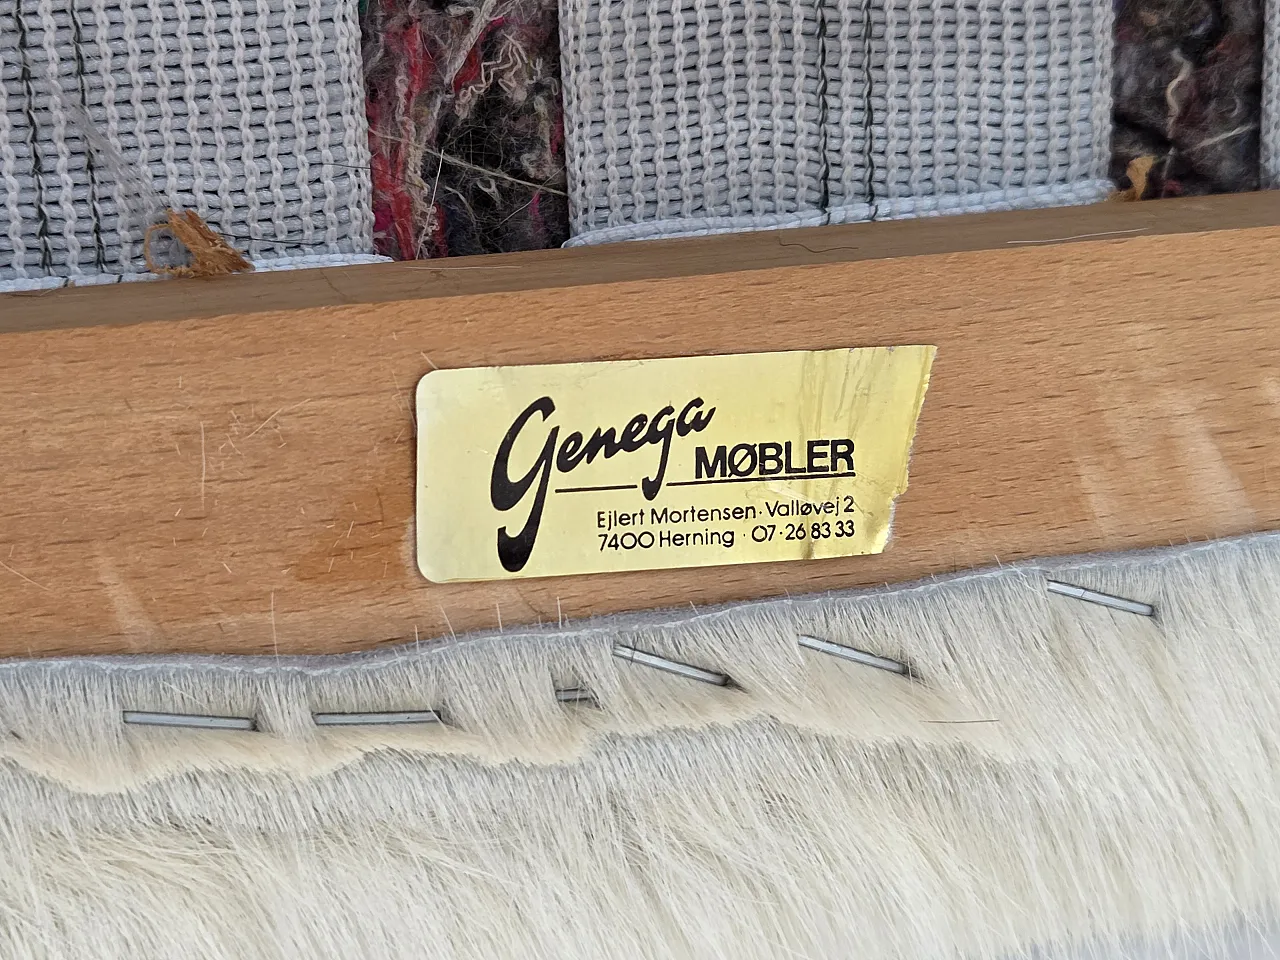 Genega
MØBLER
Ejlert Mortensen · Valløvej 2
7400 Herning · 07 · 26 83 33